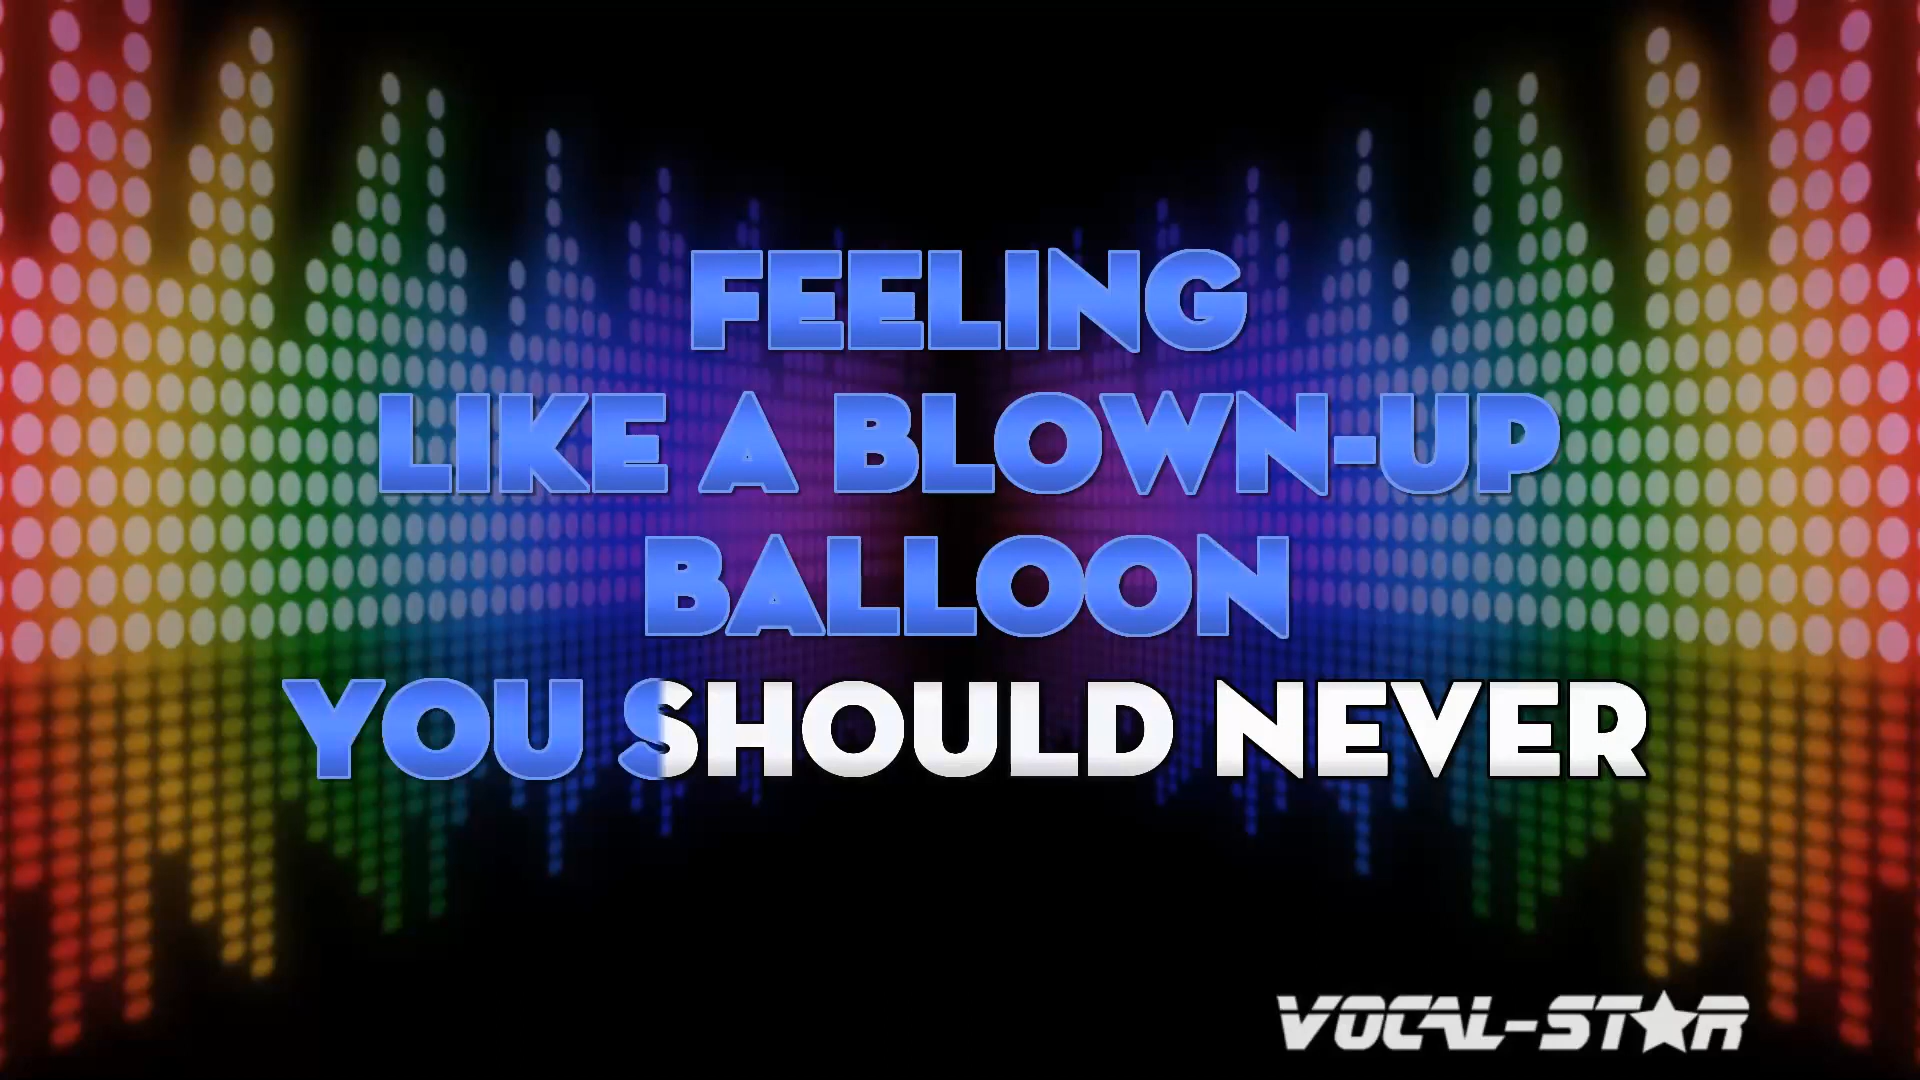 FEELING
LIKE A BLOWN-UP
BALLOON
YOU SHOULD NEVER
VOCAL-STAR